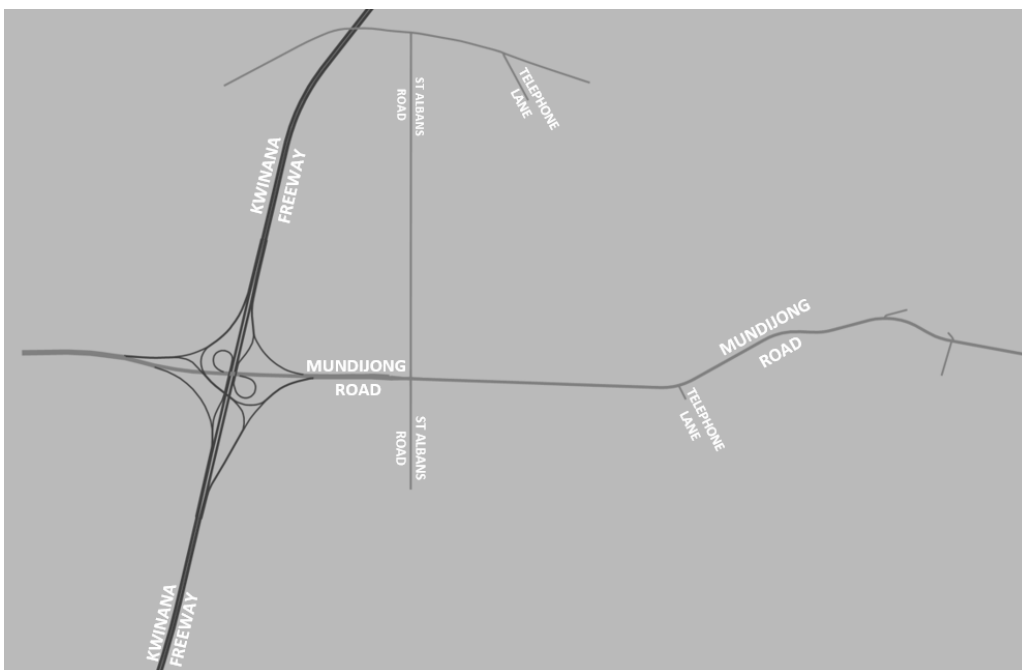 ST ALBANS
ROAD
TELEPHONE
LANE
KWINANA
FREEWAY
MUNDIJONG
ROAD
MUNDIJONG
ROAD
ST ALBANS
ROAD
TELEPHONE
LANE
KWINANA
FREEWAY